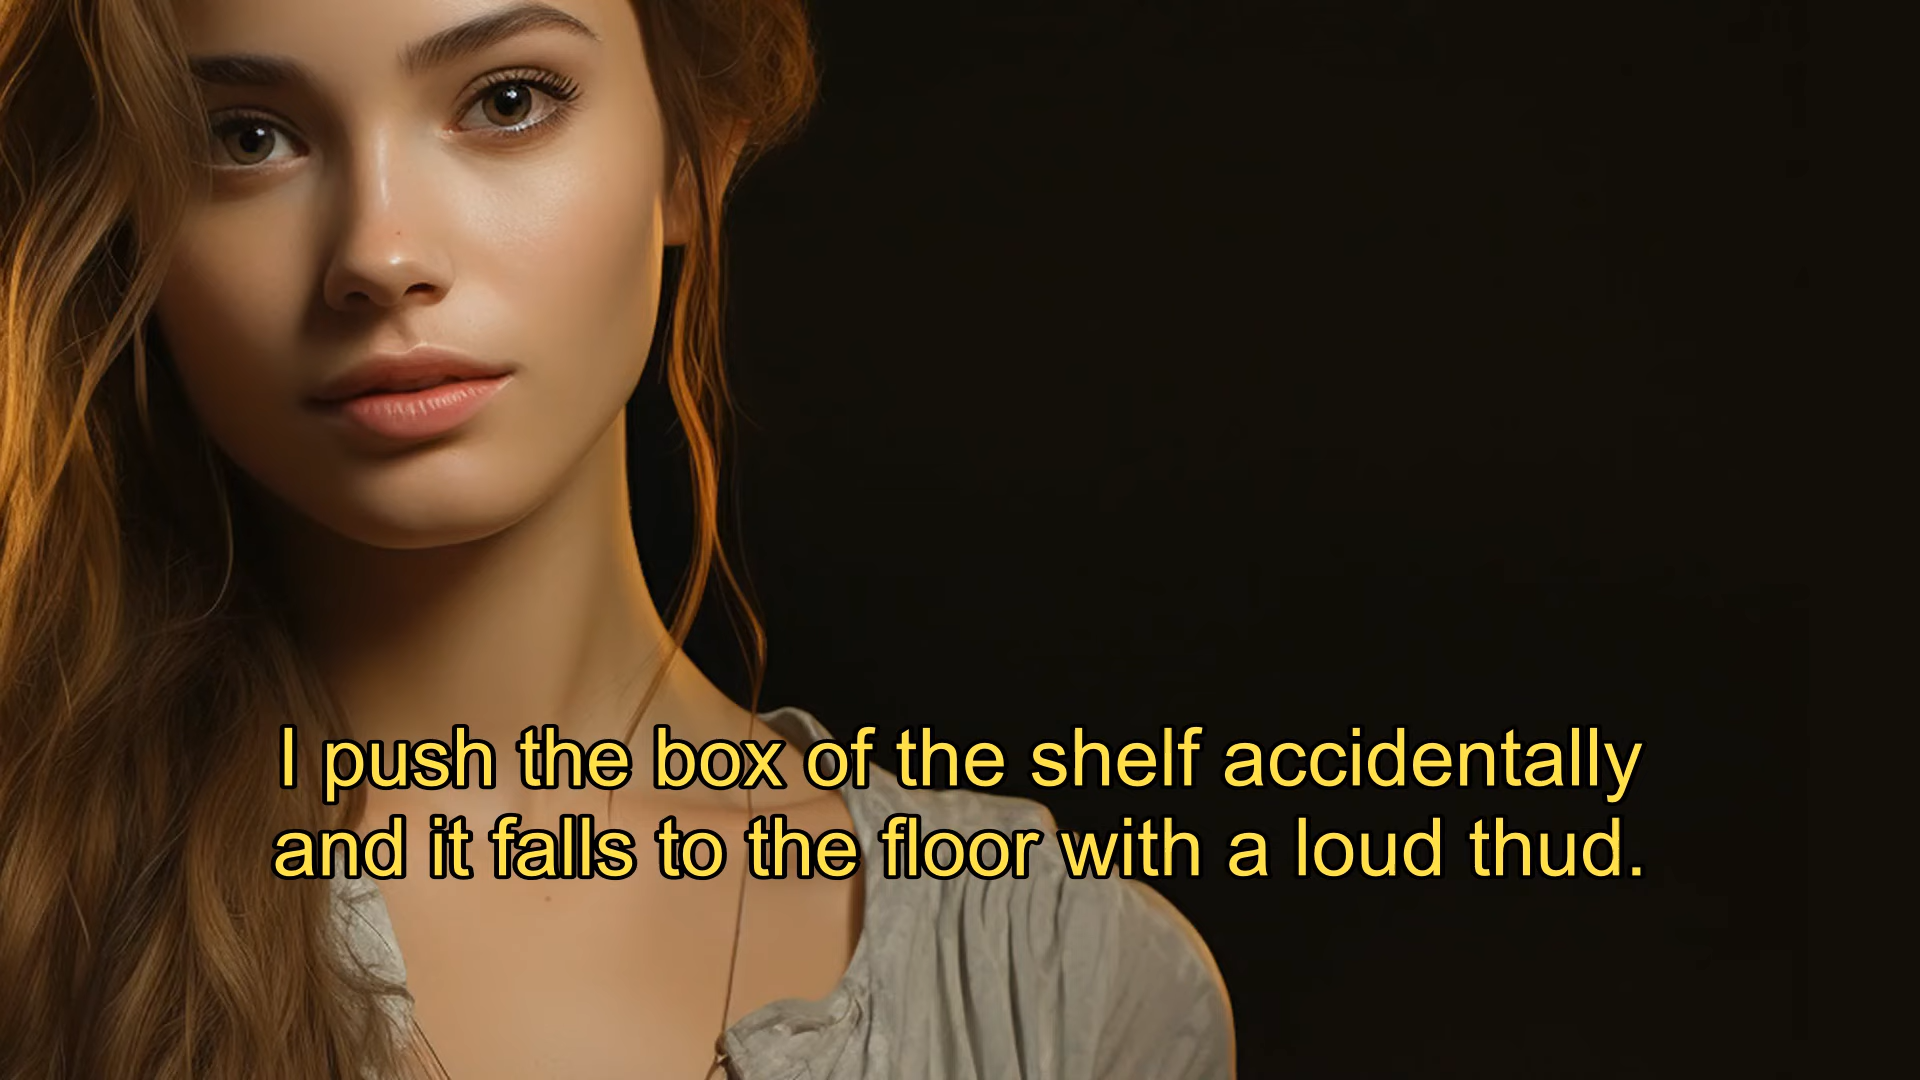 I push the box of the shelf accidentally
and it falls to the floor with a loud thud.